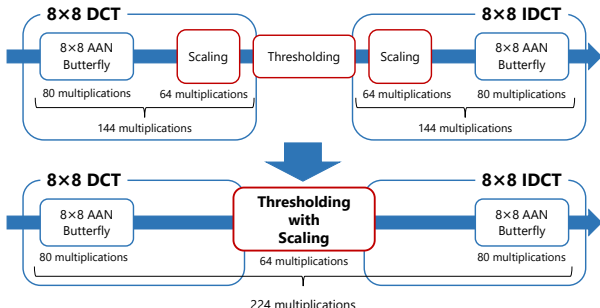 8×8 DCT
8×8 IDCT
8×8 AAN
Butterfly
Scaling
Thresholding
Scaling
8×8 AAN
Butterfly
80 multiplications
64 multiplications
64 multiplications
80 multiplications
144 multiplications
144 multiplications
8×8 DCT
8×8 IDCT
8×8 AAN
Butterfly
Thresholding
with
Scaling
8×8 AAN
Butterfly
80 multiplications
64 multiplications
80 multiplications
224 multiplications